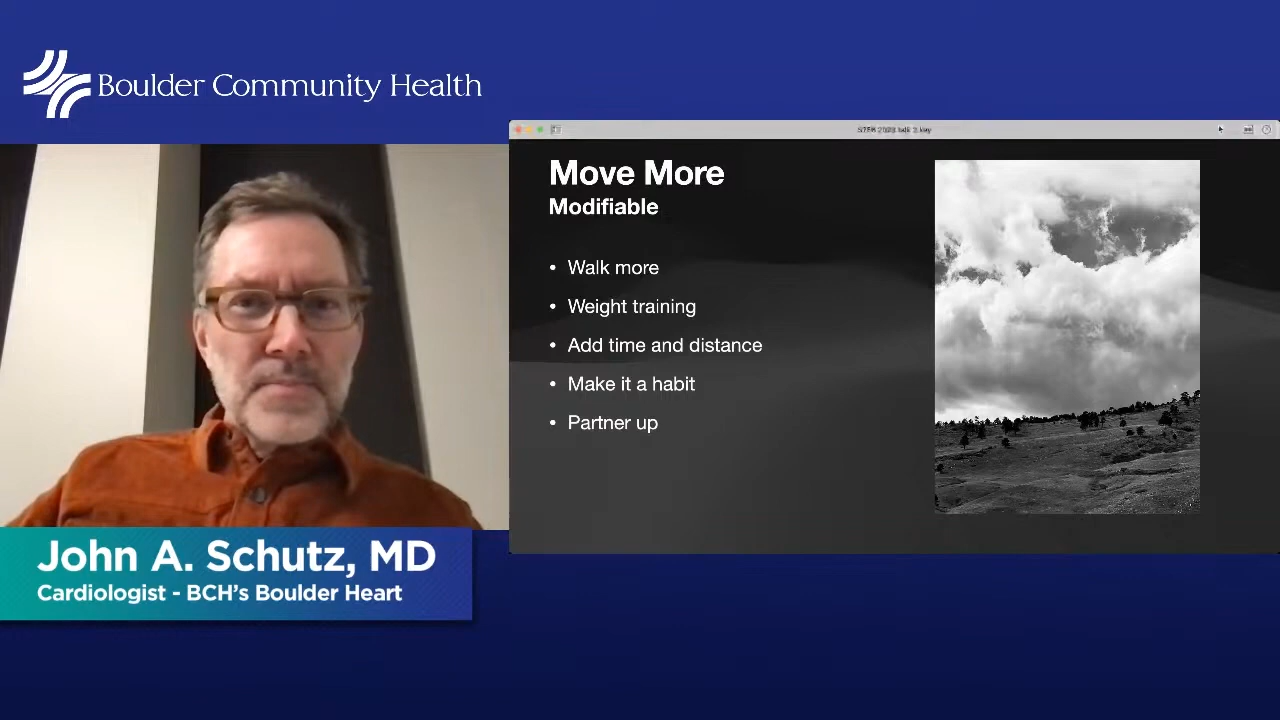 Boulder Community Health
Move More
Modifiable
• Walk more
• Weight training
• Add time and distance
• Make it a habit
• Partner up
John A. Schutz, MD
Cardiologist - BCH's Boulder Heart